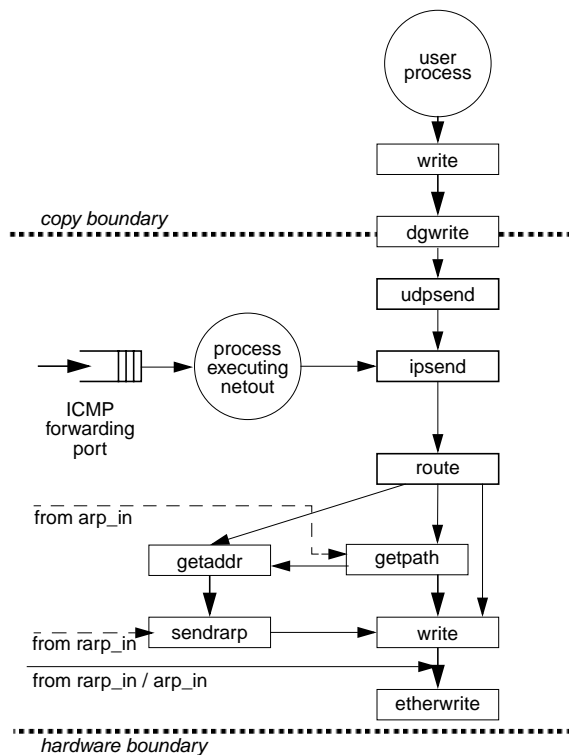 user
process
write
copy boundary
dgwrite
udpsend
process
executing
netout
ipsend
ICMP
forwarding
port
route
from arp_in
getaddr
getpath
sendrarp
write
from rarp_in
from rarp_in / arp_in
etherwrite
hardware boundary